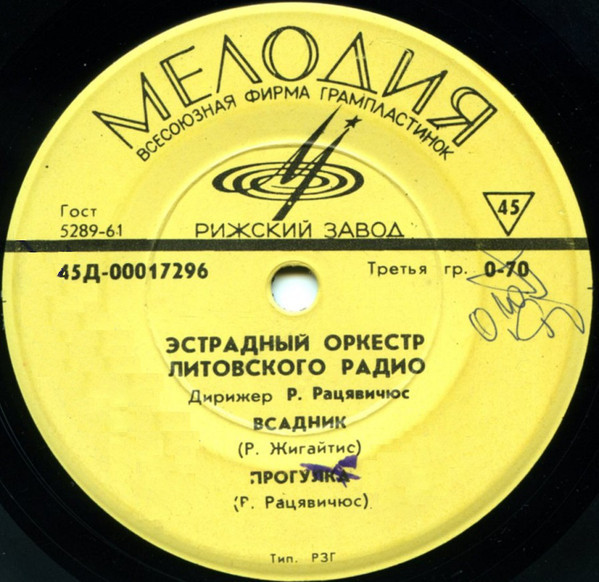 МЕЛОДИЯ
ВСЕСОЮЗНАЯ ФИРМА ГРАМПЛАСТИНОК
Гост
5289-61
45
РИЖСКИЙ ЗАВОД
45Д-00017296
Третья гр. 0-70
ЭСТРАДНЫЙ ОРКЕСТР
ЛИТОВСКОГО РАДИО
Дирижер Р. Рацявичюс
ВСАДНИК
(Р. Жигайтис)
ПРОГУЛКА
(Р. Рацявичюс)
Тип. РЗГ